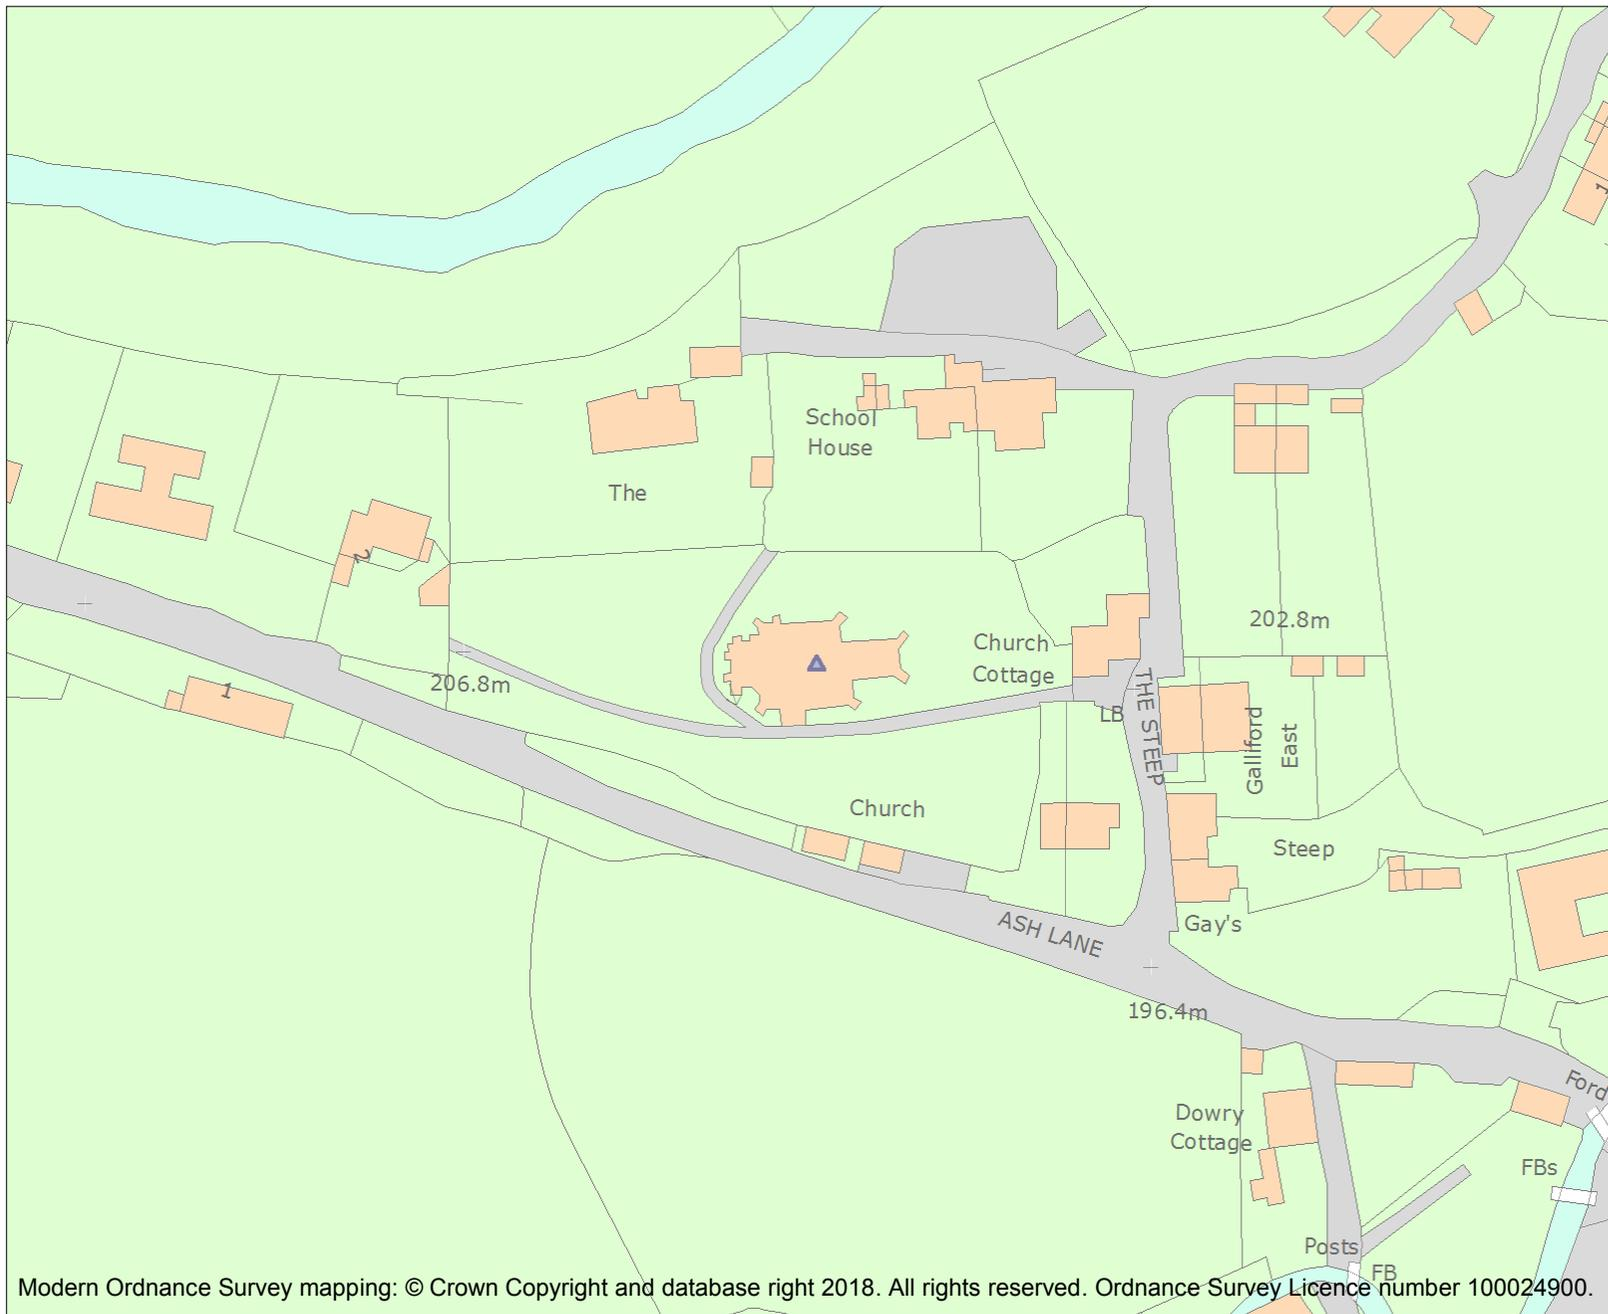 School
House
The
2
1
1
206.8m
202.8m
Church
Cottage
LB
THE STEEP
Galliford
East
Church
Steep
Gay's
ASH LANE
196.4m
Ford
Dowry
Cottage
FBs
Posts
FB
Modern Ordnance Survey mapping: © Crown Copyright and database right 2018. All rights reserved. Ordnance Survey Licence number 100024900.